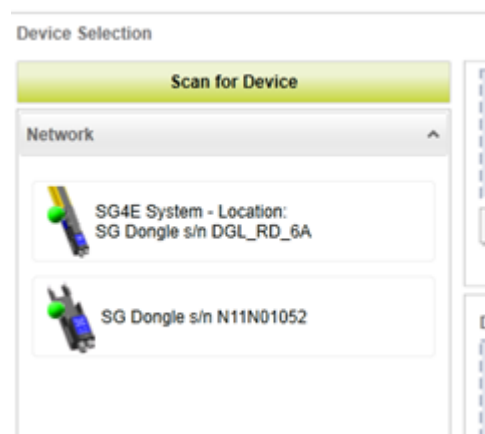 Device Selection
Scan for Device
Network
SG4E System - Location:
SG Dongle s/n DGL_RD_6A
SG Dongle s/n N11N01052